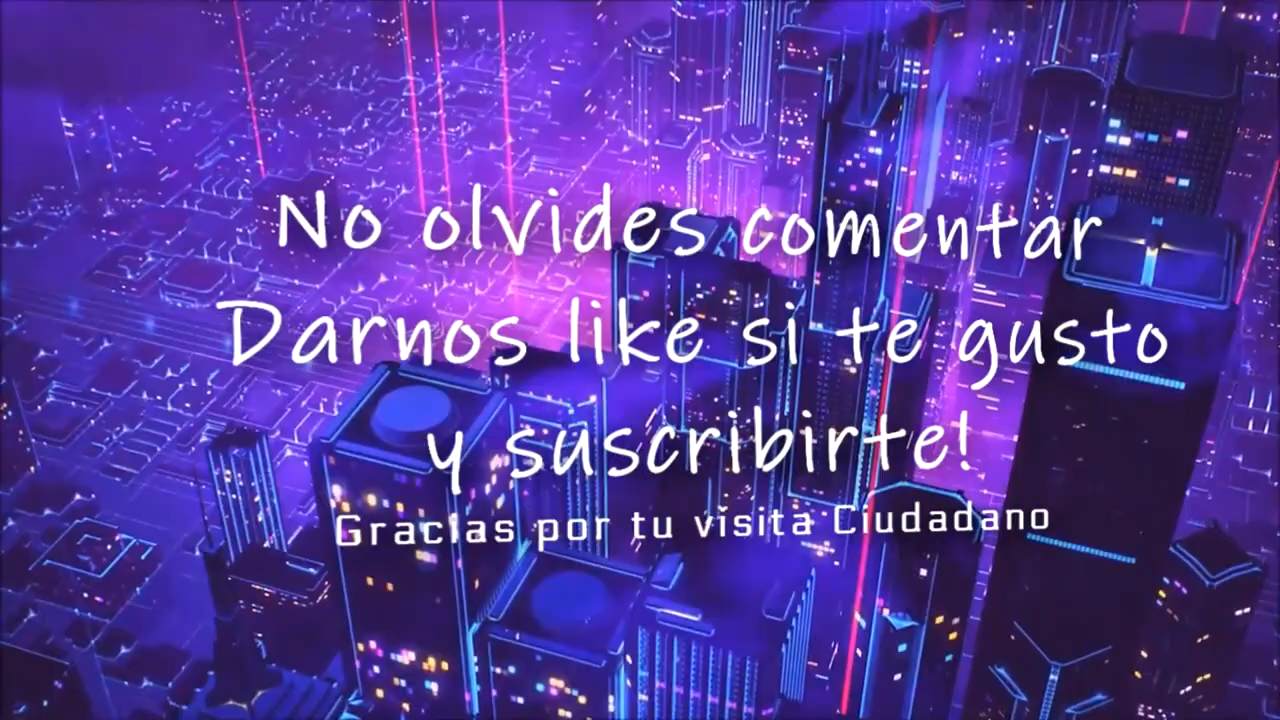 No olvides comentar
Darnos like si te gusto
y suscribirte!
Gracias por tu visita Ciudadano